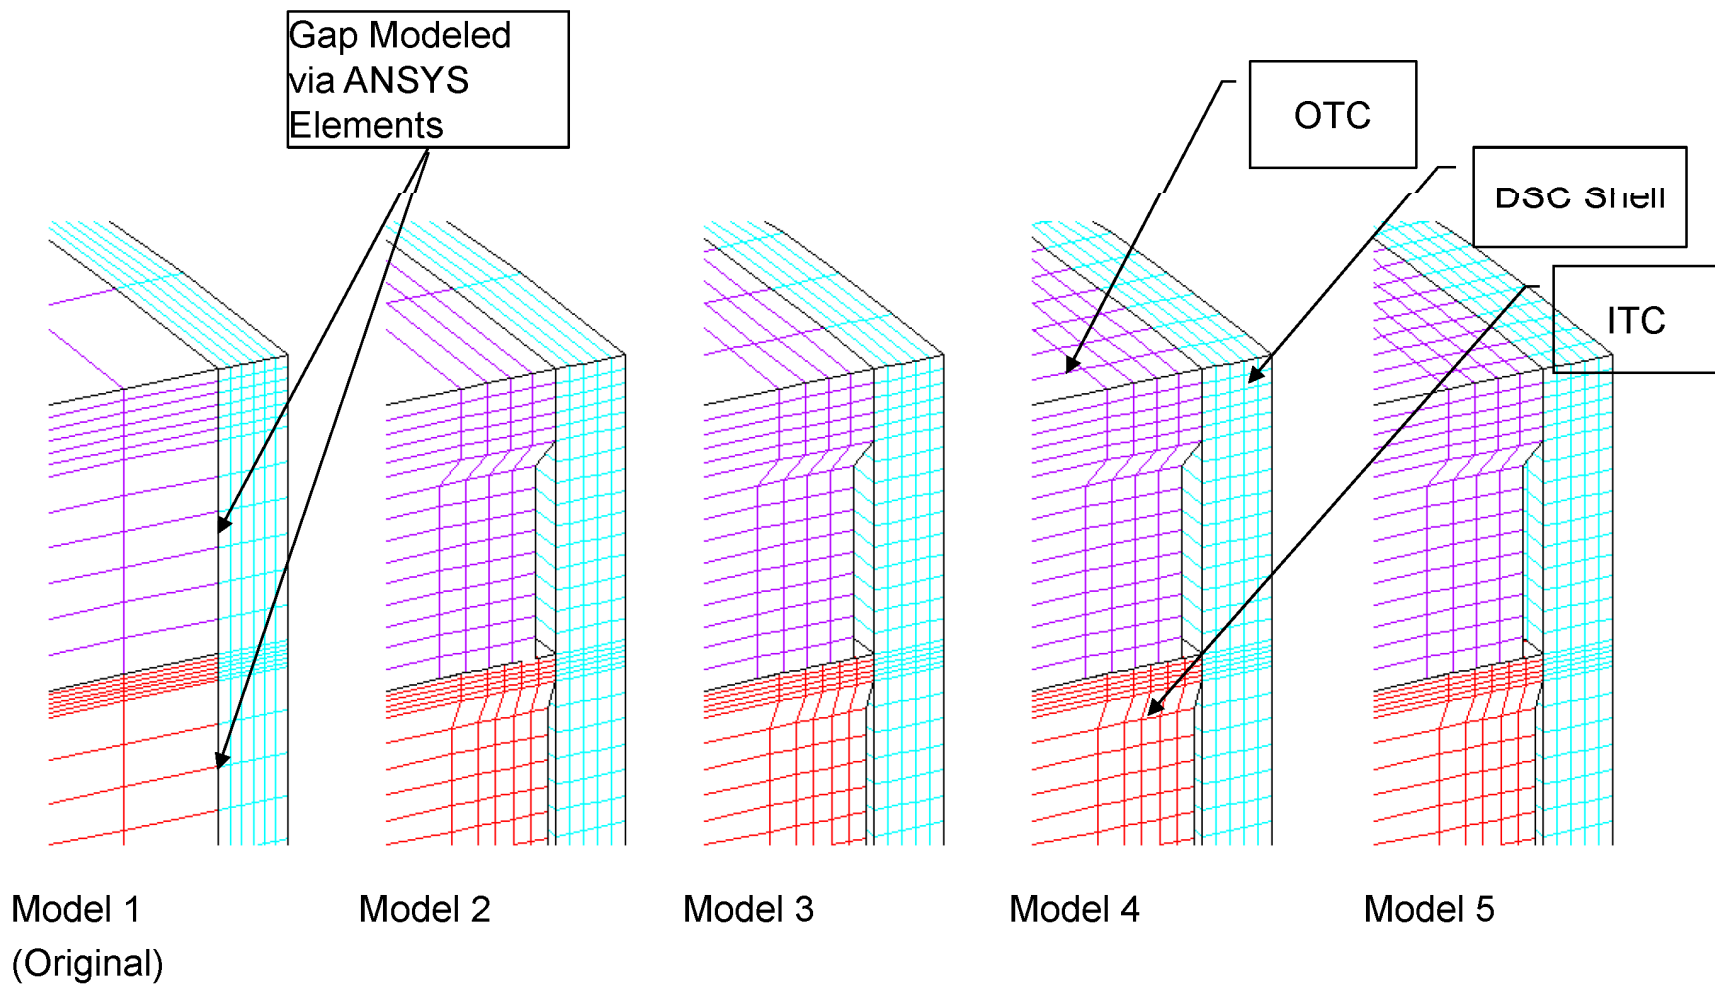 Gap Modeled
via ANSYS
Elements
OTC
DSC Shell
ITC
Model 1
(Original)
Model 2
Model 3
Model 4
Model 5